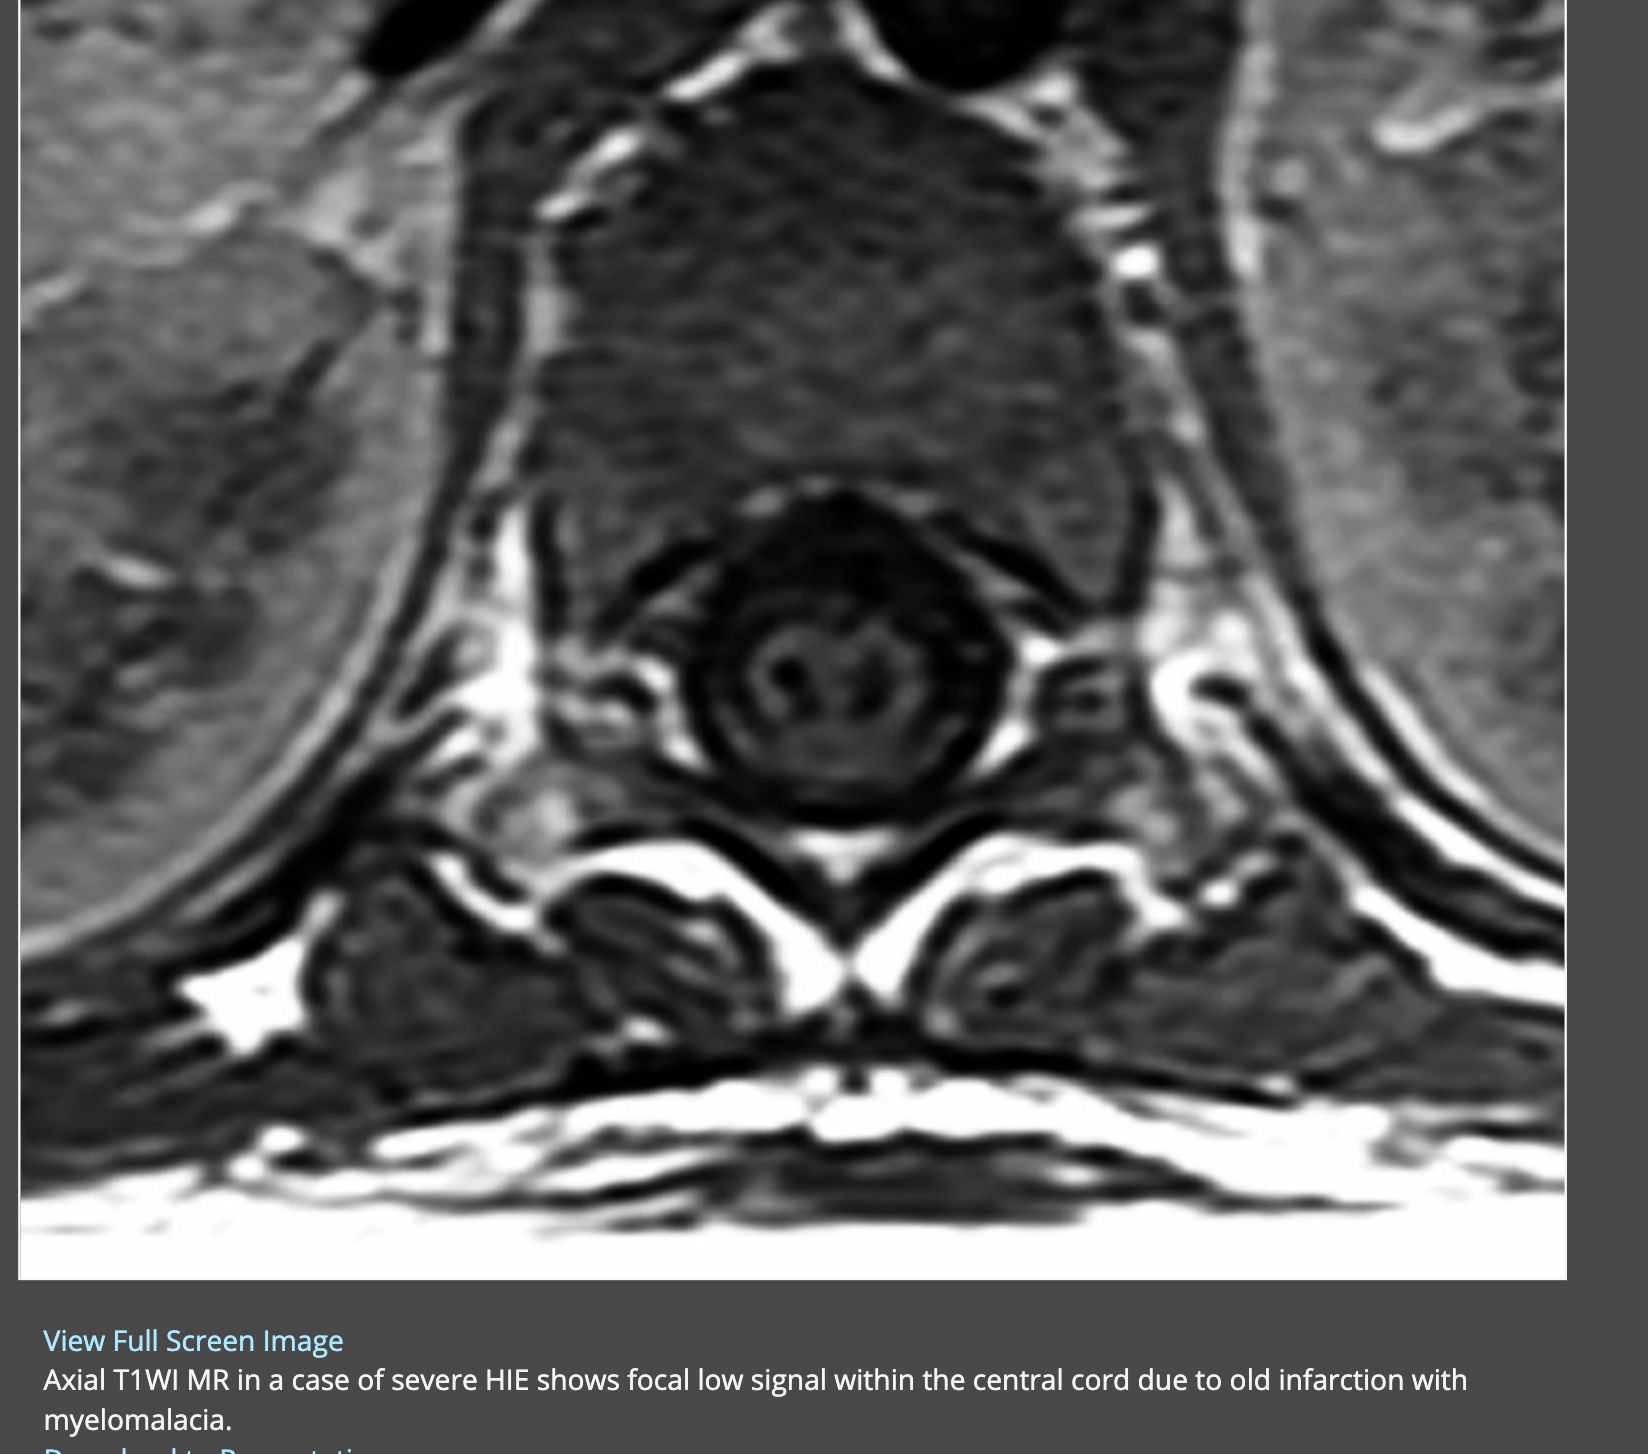 View Full Screen Image
Axial T1WI MR in a case of severe HIE shows focal low signal within the central cord due to old infarction with
myelomalacia.